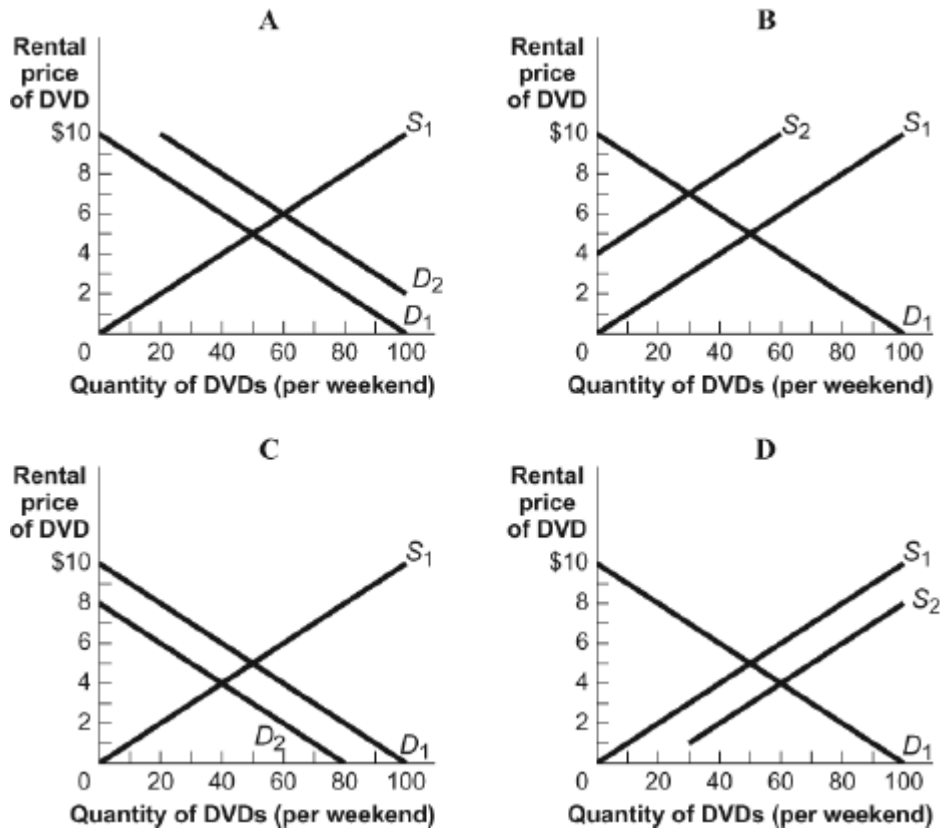 A
Rental
price
of DVD
$10
8
6
4
2
0
20 40 60 80 100
S1
D2
D1
Quantity of DVDs (per weekend)
B
Rental
price
of DVD
$10
8
6
4
2
0
20 40 60 80 100
S2
S1
D1
Quantity of DVDs (per weekend)
C
Rental
price
of DVD
$10
8
6
4
2
0
20 40 60 80 100
S1
D2
D1
Quantity of DVDs (per weekend)
D
Rental
price
of DVD
$10
8
6
4
2
0
20 40 60 80 100
S1
S2
D1
Quantity of DVDs (per weekend)